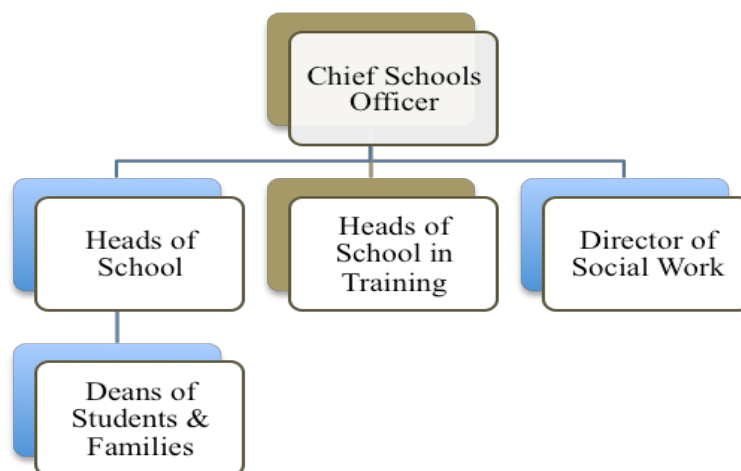 Chief Schools
Officer
Heads of
School
Heads of
School in
Training
Director of
Social Work
Deans of
Students &
Families